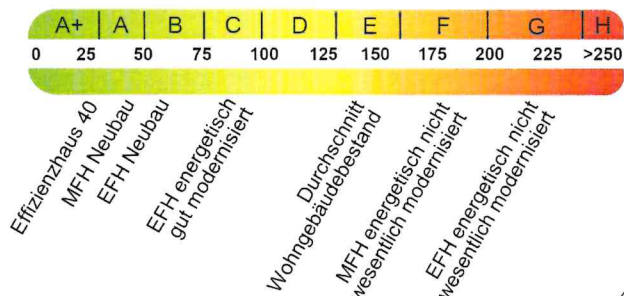 A+ A B C D E F G H
0 25 50 75 100 125 150 175 200 225 >250
Effizienzhaus 40
MFH Neubau
EFH Neubau
EFH energetisch
gut modernisiert
Durchschnitt
Wohngebäudebestand
MFH energetisch nicht
wesentlich modernisiert
EFH energetisch nicht
wesentlich modernisiert